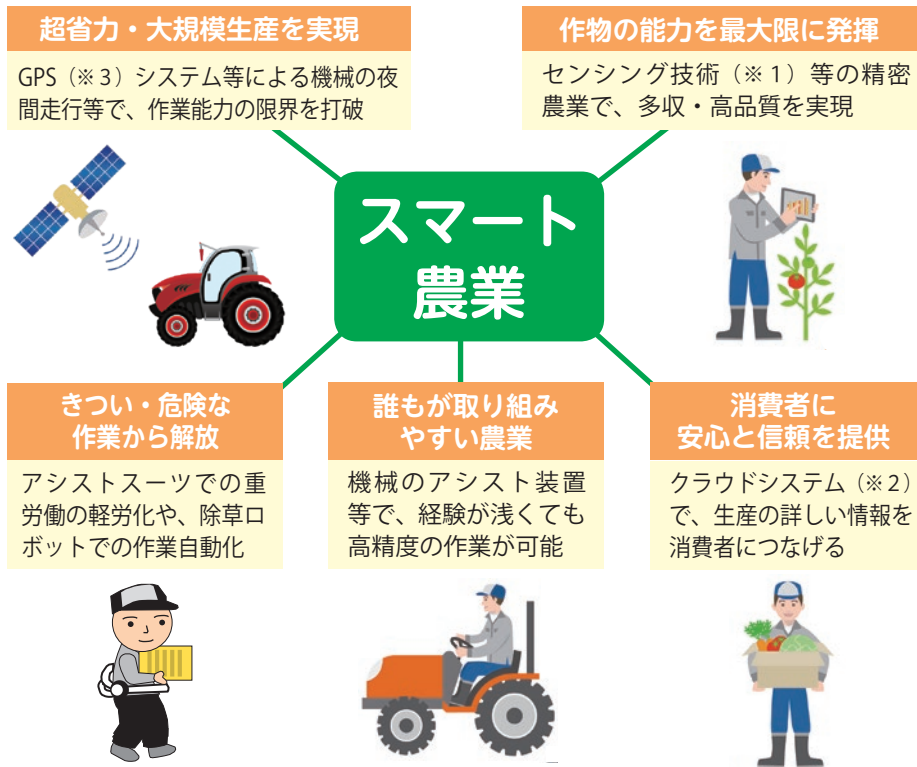 超省力・大規模生産を実現
GPS（※3）システム等による機械の夜
間走行等で、作業能力の限界を打破
作物の能力を最大限に発揮
センシング技術（※1）等の精密
農業で、多収・高品質を実現
スマート
農業
きつい・危険な
作業から解放
アシストスーツでの重
労働の軽労化や、除草ロ
ボットでの作業自動化
誰もが取り組み
やすい農業
機械のアシスト装置
等で、経験が浅くても
高精度の作業が可能
消費者に
安心と信頼を提供
クラウドシステム（※2）
で、生産の詳しい情報を
消費者につなげる